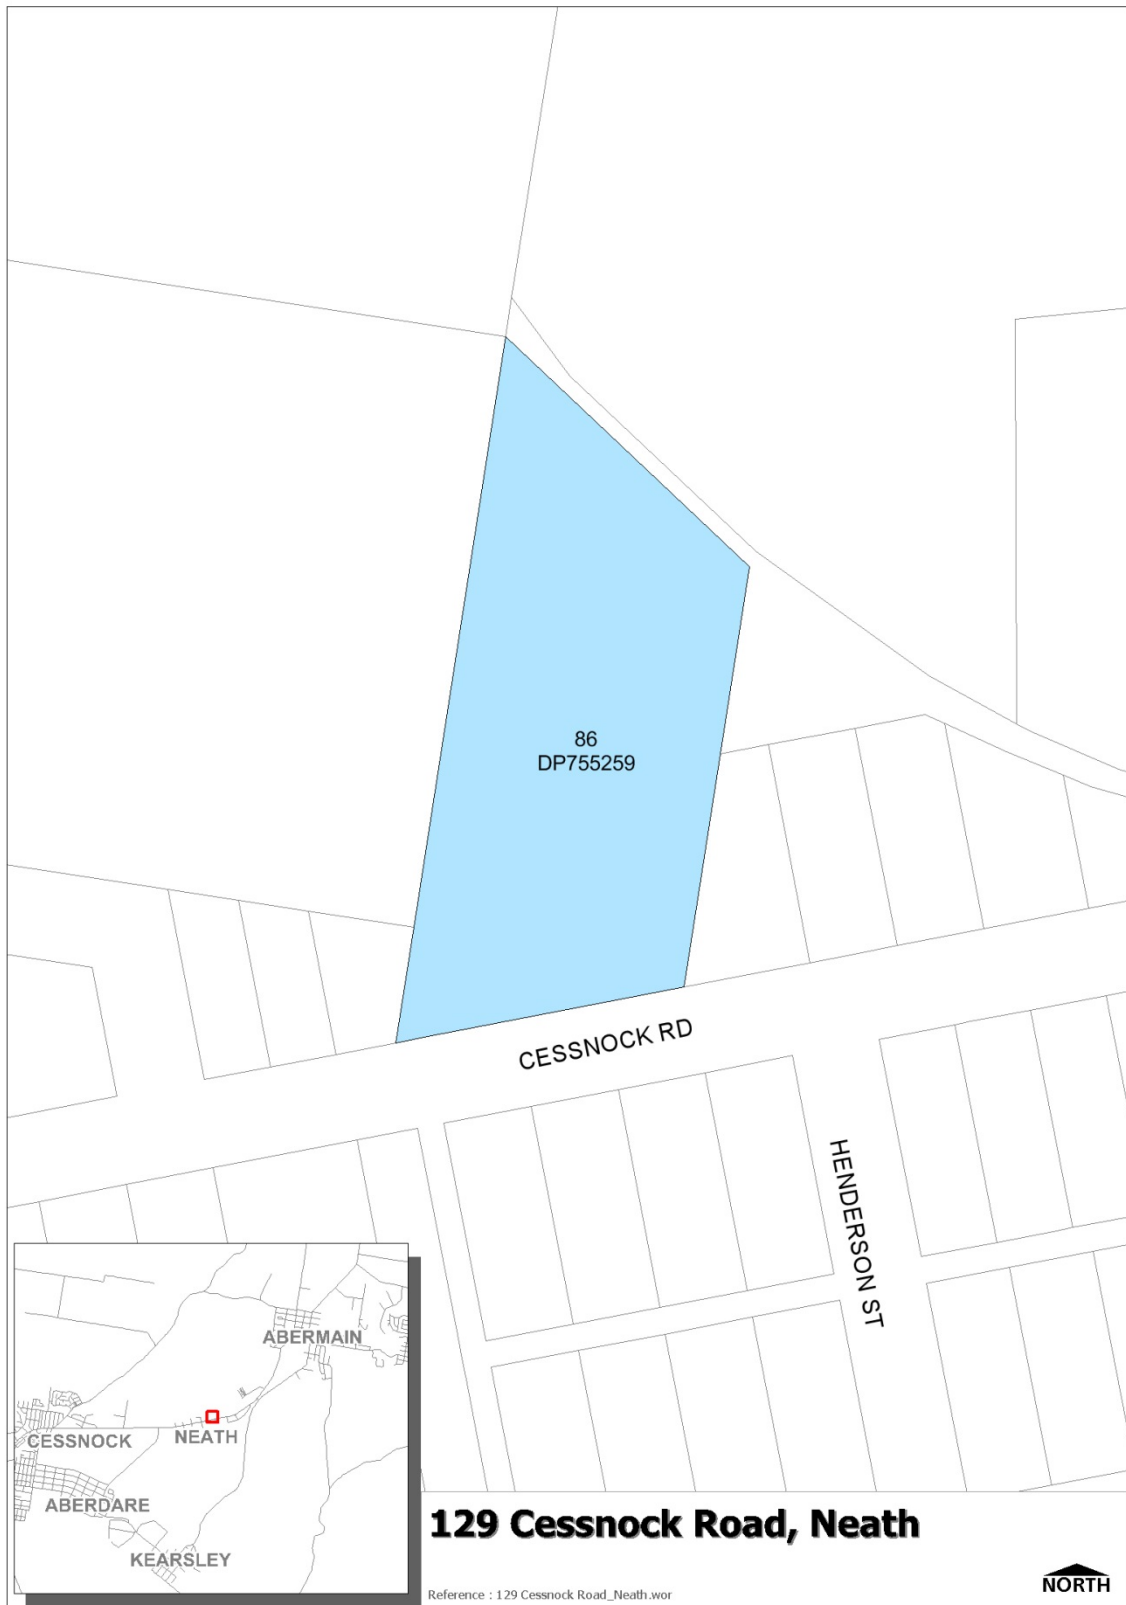 86
DP755259
CESSNOCK RD
HENDERSON ST
ABERMAIN
CESSNOCK
NEATH
ABERDARE
KEARSLEY
129 Cessnock Road, Neath
Reference : 129 Cessnock Road_Neath.wor
NORTH